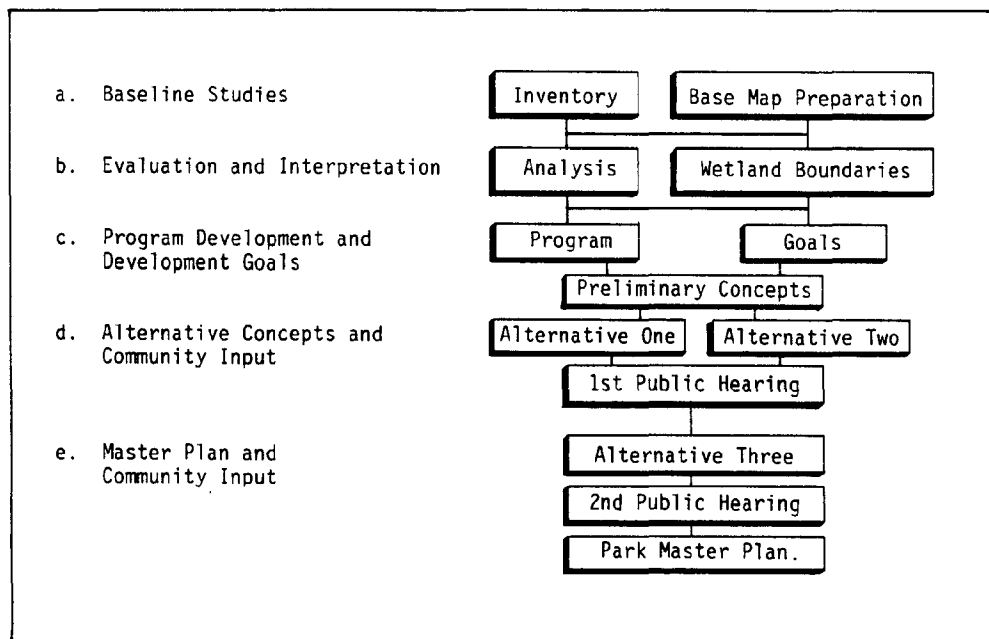 a. Baseline Studies
Inventory
Base Map Preparation
b. Evaluation and Interpretation
Analysis
Wetland Boundaries
c. Program Development and
Development Goals
Program
Goals
Preliminary Concepts
d. Alternative Concepts and
Community Input
Alternative One
Alternative Two
1st Public Hearing
e. Master Plan and
Community Input
Alternative Three
2nd Public Hearing
Park Master Plan.